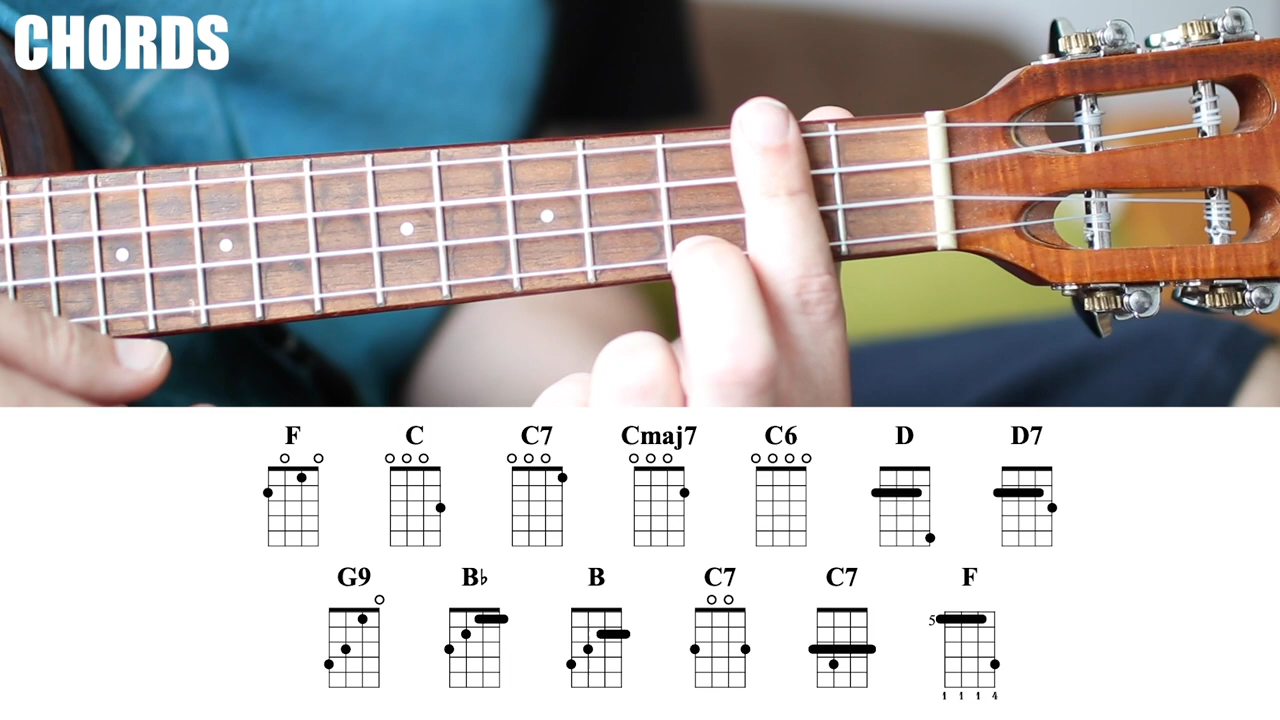 CHORDS
F C C7 Cmaj7 C6 D D7
G9 B♭ B C7 C7 F
5
1 1 1 4